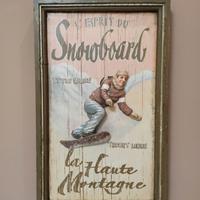 L'ESPRIT DU
Snowboard
la Haute
Montagne